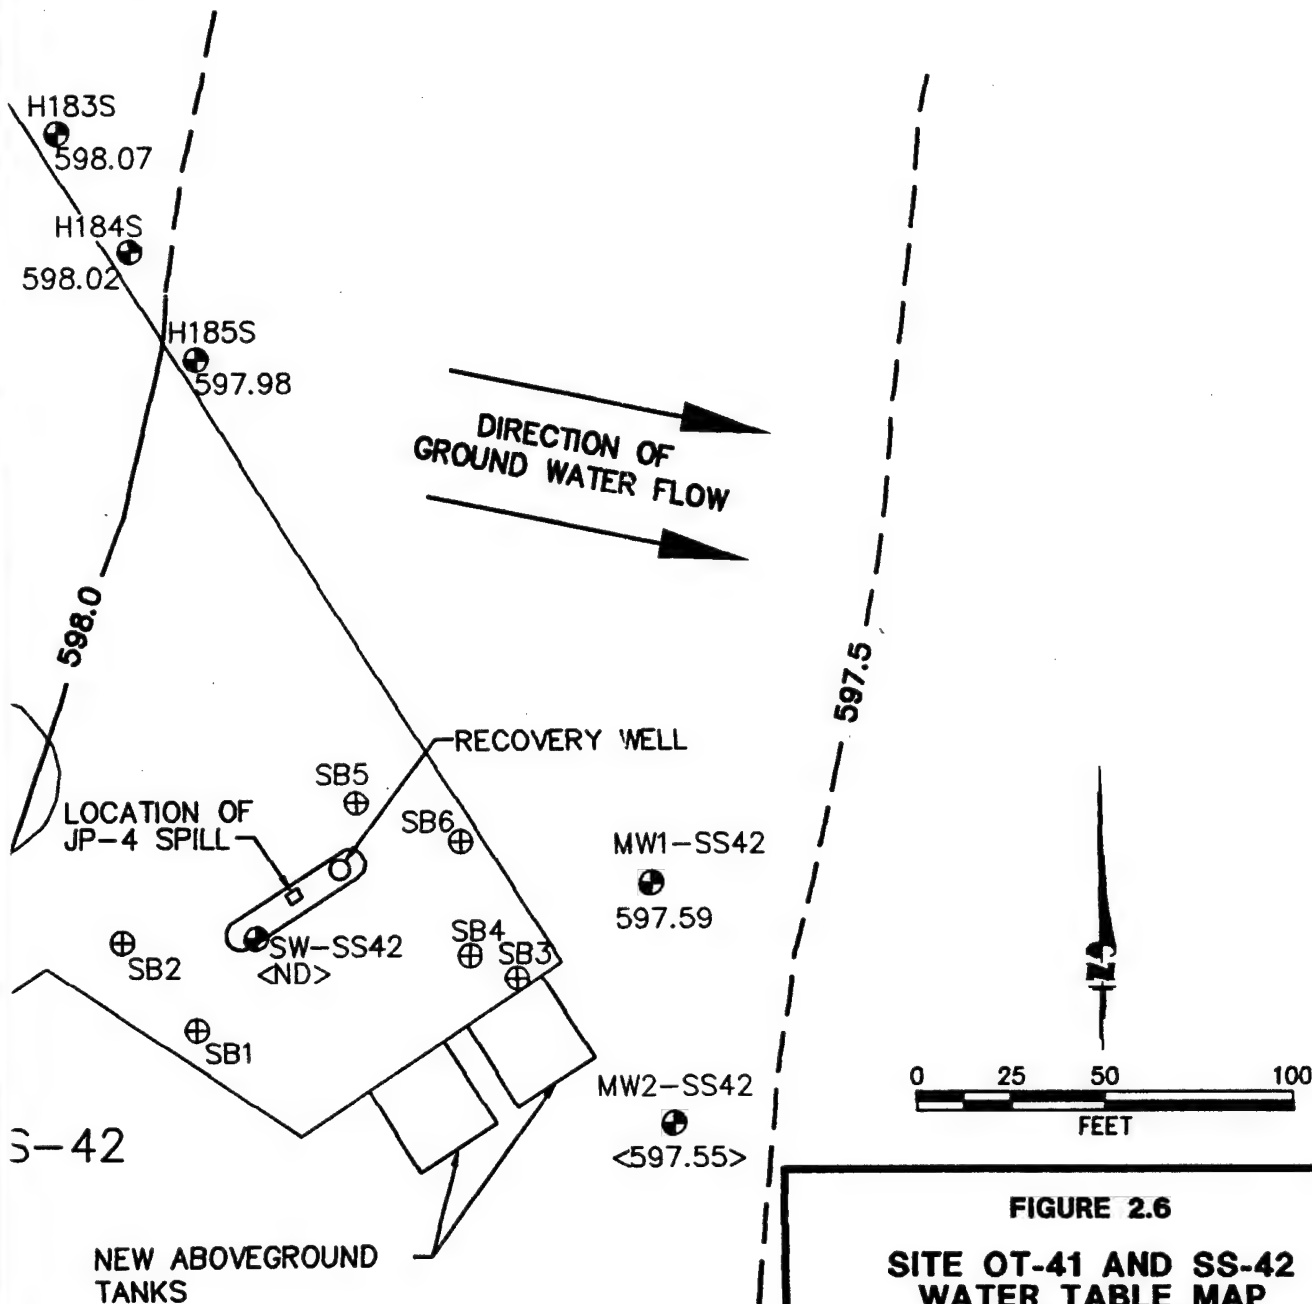 H183S
598.07
H184S
598.02
H185S
597.98
DIRECTION OF
GROUND WATER FLOW
598.0
597.5
RECOVERY WELL
SB5
LOCATION OF
JP-4 SPILL
SB6
MW1-SS42
597.59
SB2
SW-SS42
<ND>
SB4
SB3
SB1
MW2-SS42
<597.55>
S-42
NEW ABOVEGROUND
TANKS
N
0 25 50 100
FEET
FIGURE 2.6
SITE OT-41 AND SS-42
WATER TABLE MAP